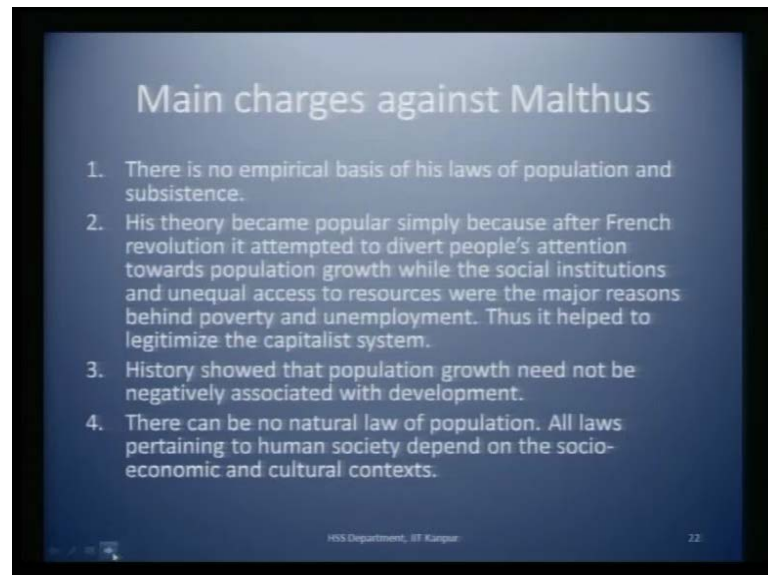 Main charges against Malthus
1. There is no empirical basis of his laws of population and
subsistence.
2. His theory became popular simply because after French
revolution it attempted to divert people's attention
towards population growth while the social institutions
and unequal access to resources were the major reasons
behind poverty and unemployment. Thus it helped to
legitimize the capitalist system.
3. History showed that population growth need not be
negatively associated with development.
4. There can be no natural law of population. All laws
pertaining to human society depend on the socio-
economic and cultural contexts.
HSS Department, IIT Kanpur
22